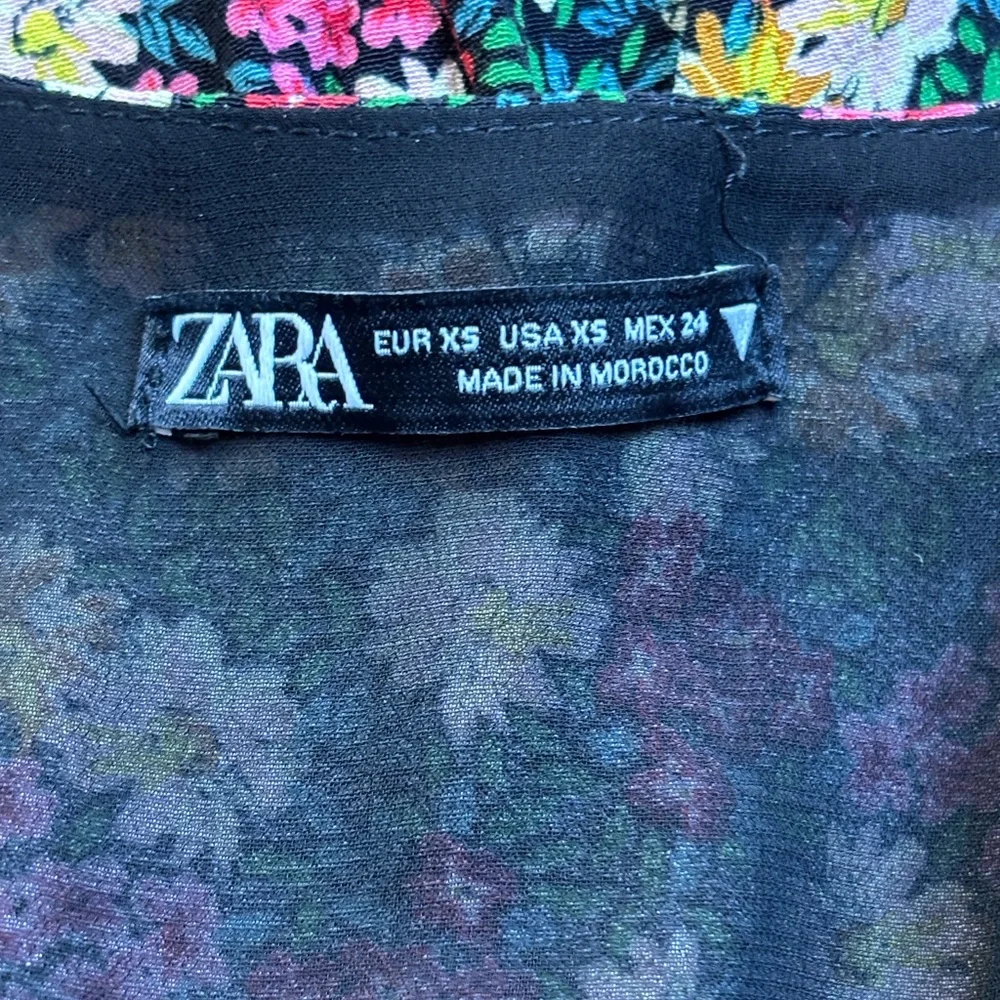 ZARA
EUR XS USA XS MEX 24
MADE IN MOROCCO